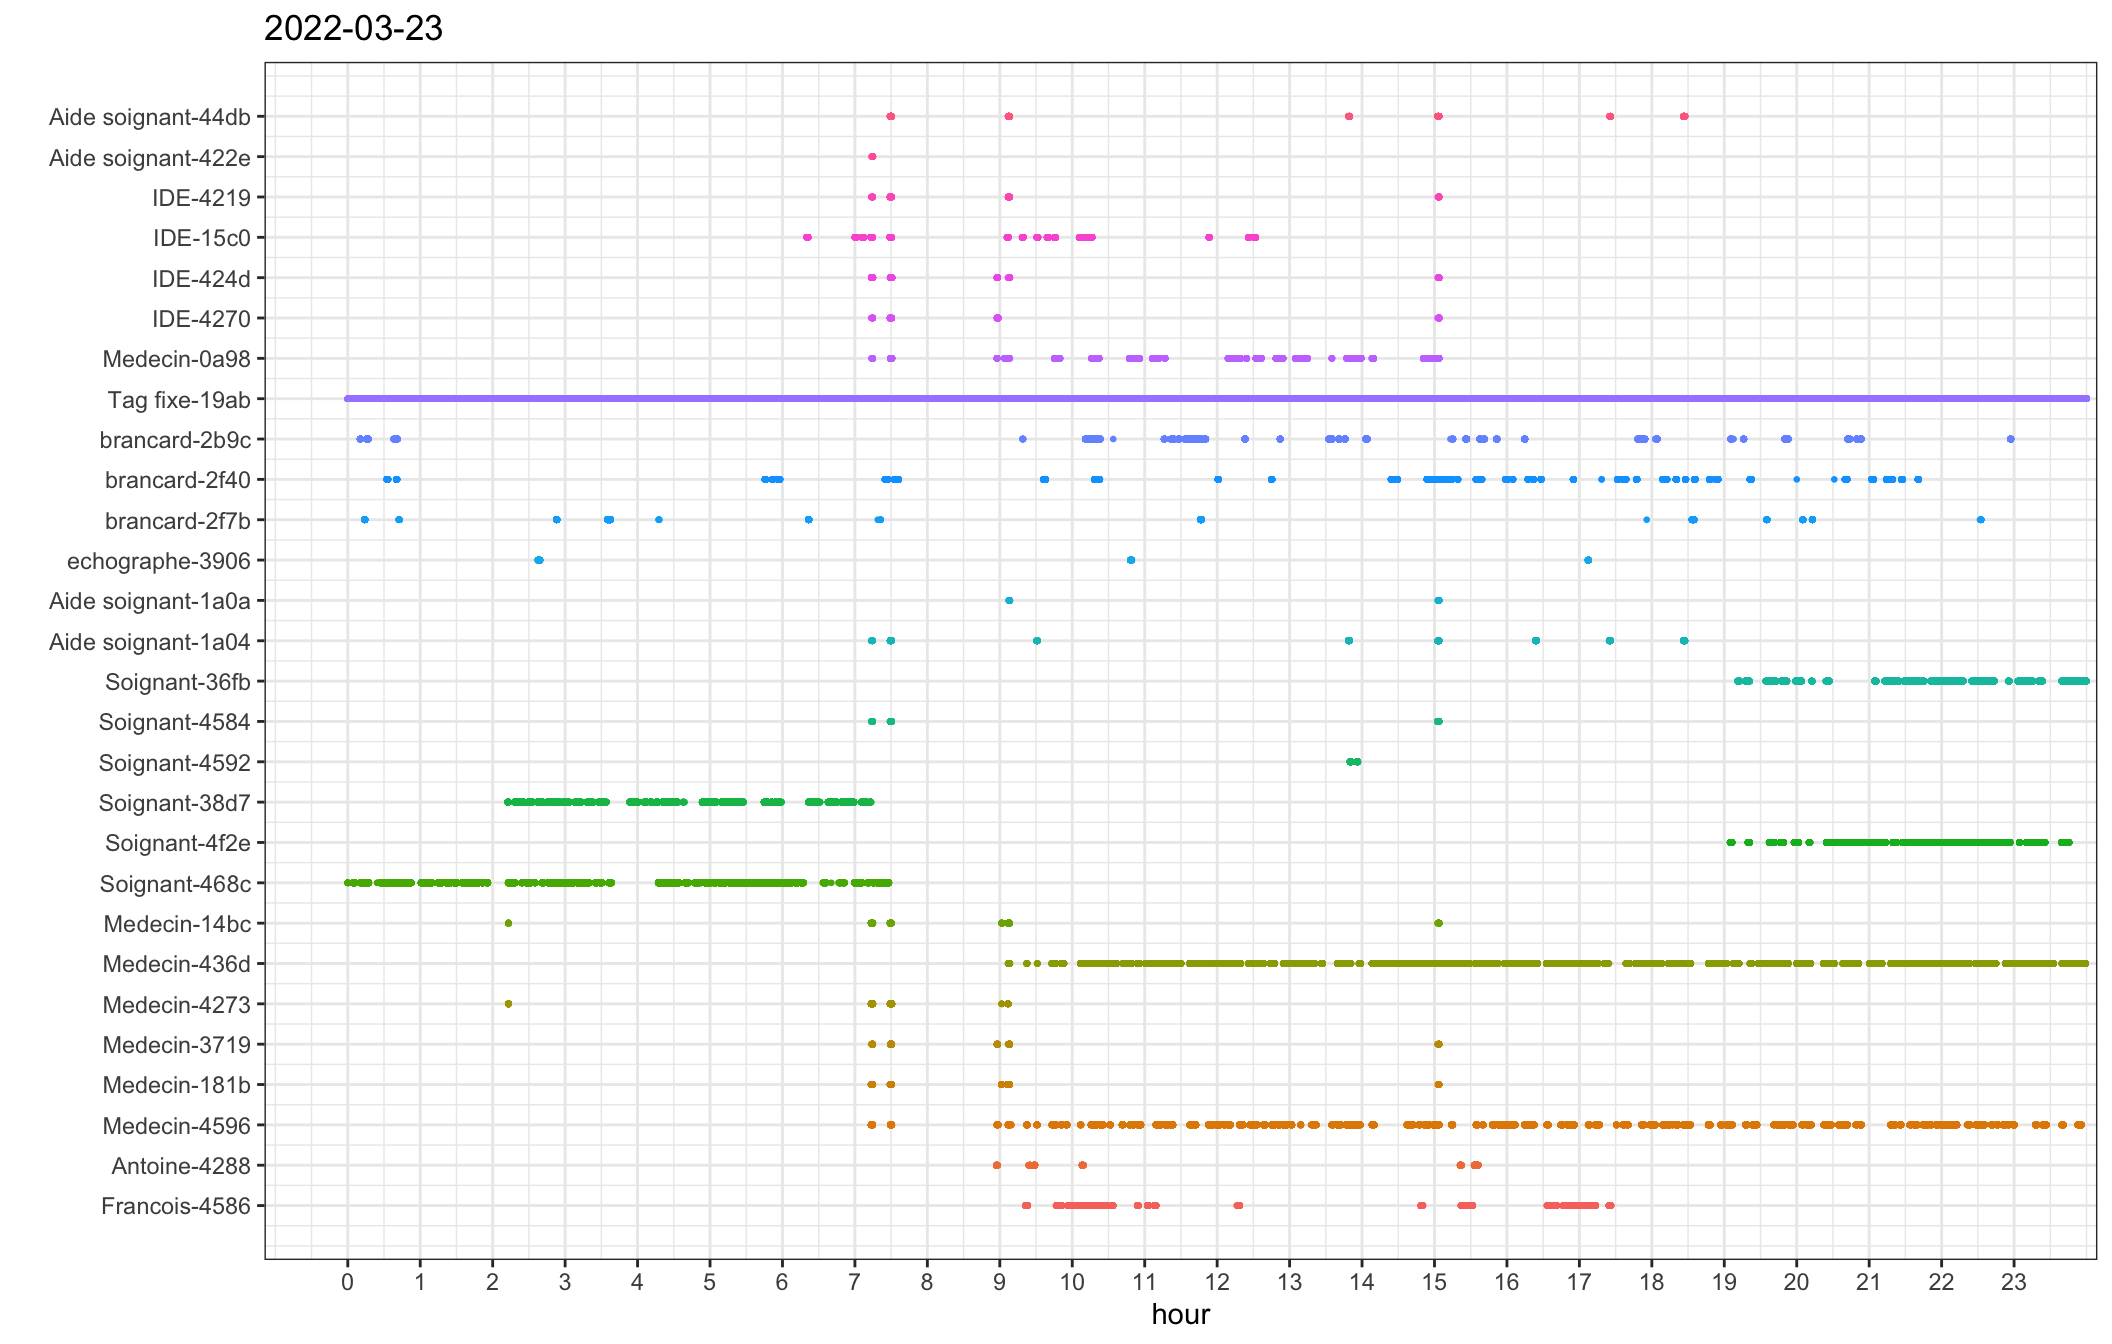 2022-03-23
Aide soignant-44db
Aide soignant-422e
IDE-4219
IDE-15c0
IDE-424d
IDE-4270
Medecin-0a98
Tag fixe-19ab
brancard-2b9c
brancard-2f40
brancard-2f7b
echographe-3906
Aide soignant-1a0a
Aide soignant-1a04
Soignant-36fb
Soignant-4584
Soignant-4592
Soignant-38d7
Soignant-4f2e
Soignant-468c
Medecin-14bc
Medecin-436d
Medecin-4273
Medecin-3719
Medecin-181b
Medecin-4596
Antoine-4288
Francois-4586
0 1 2 3 4 5 6 7 8 9 10 11 12 13 14 15 16 17 18 19 20 21 22 23
hour